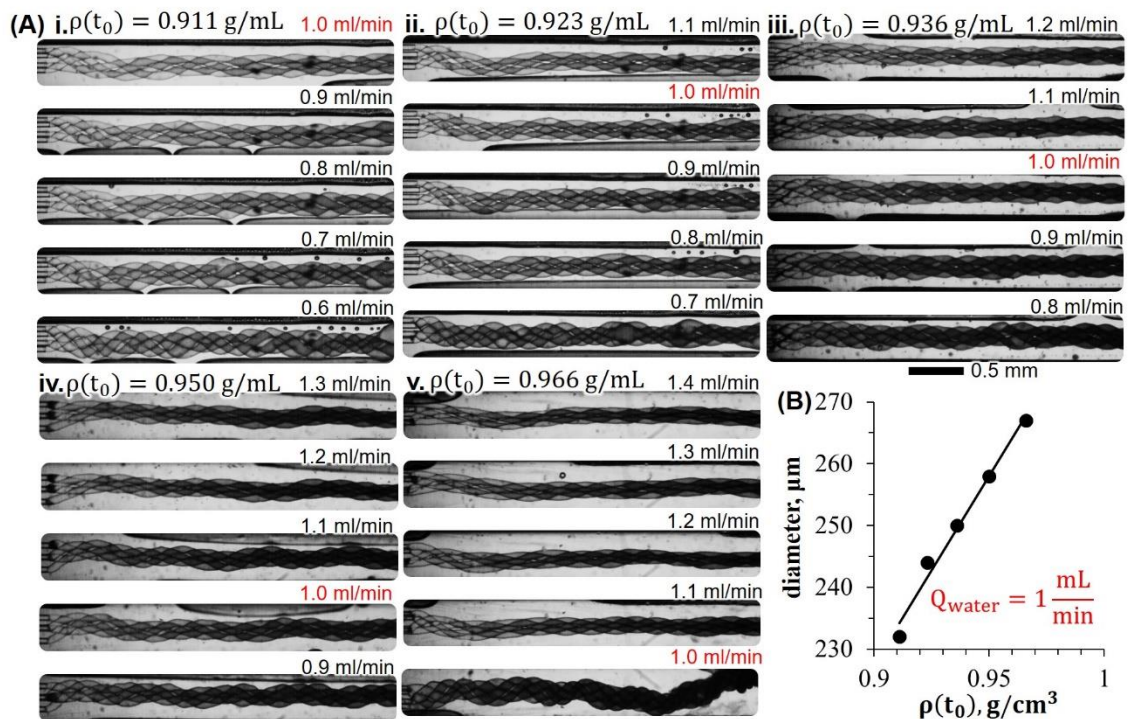 (A) i. ρ(t₀) = 0.911 g/mL 1.0 ml/min
0.9 ml/min
0.8 ml/min
0.7 ml/min
0.6 ml/min
ii. ρ(t₀) = 0.923 g/mL 1.1 ml/min
1.0 ml/min
0.9 ml/min
0.8 ml/min
0.7 ml/min
iii. ρ(t₀) = 0.936 g/mL 1.2 ml/min
1.1 ml/min
1.0 ml/min
0.9 ml/min
0.8 ml/min
0.5 mm
iv. ρ(t₀) = 0.950 g/mL 1.3 ml/min
1.2 ml/min
1.1 ml/min
1.0 ml/min
0.9 ml/min
v. ρ(t₀) = 0.966 g/mL 1.4 ml/min
1.3 ml/min
1.2 ml/min
1.1 ml/min
1.0 ml/min
(B)
270
260
250
240
230
diameter, μm
Q_water = 1 mL/min
0.9 0.95 1
ρ(t₀), g/cm³